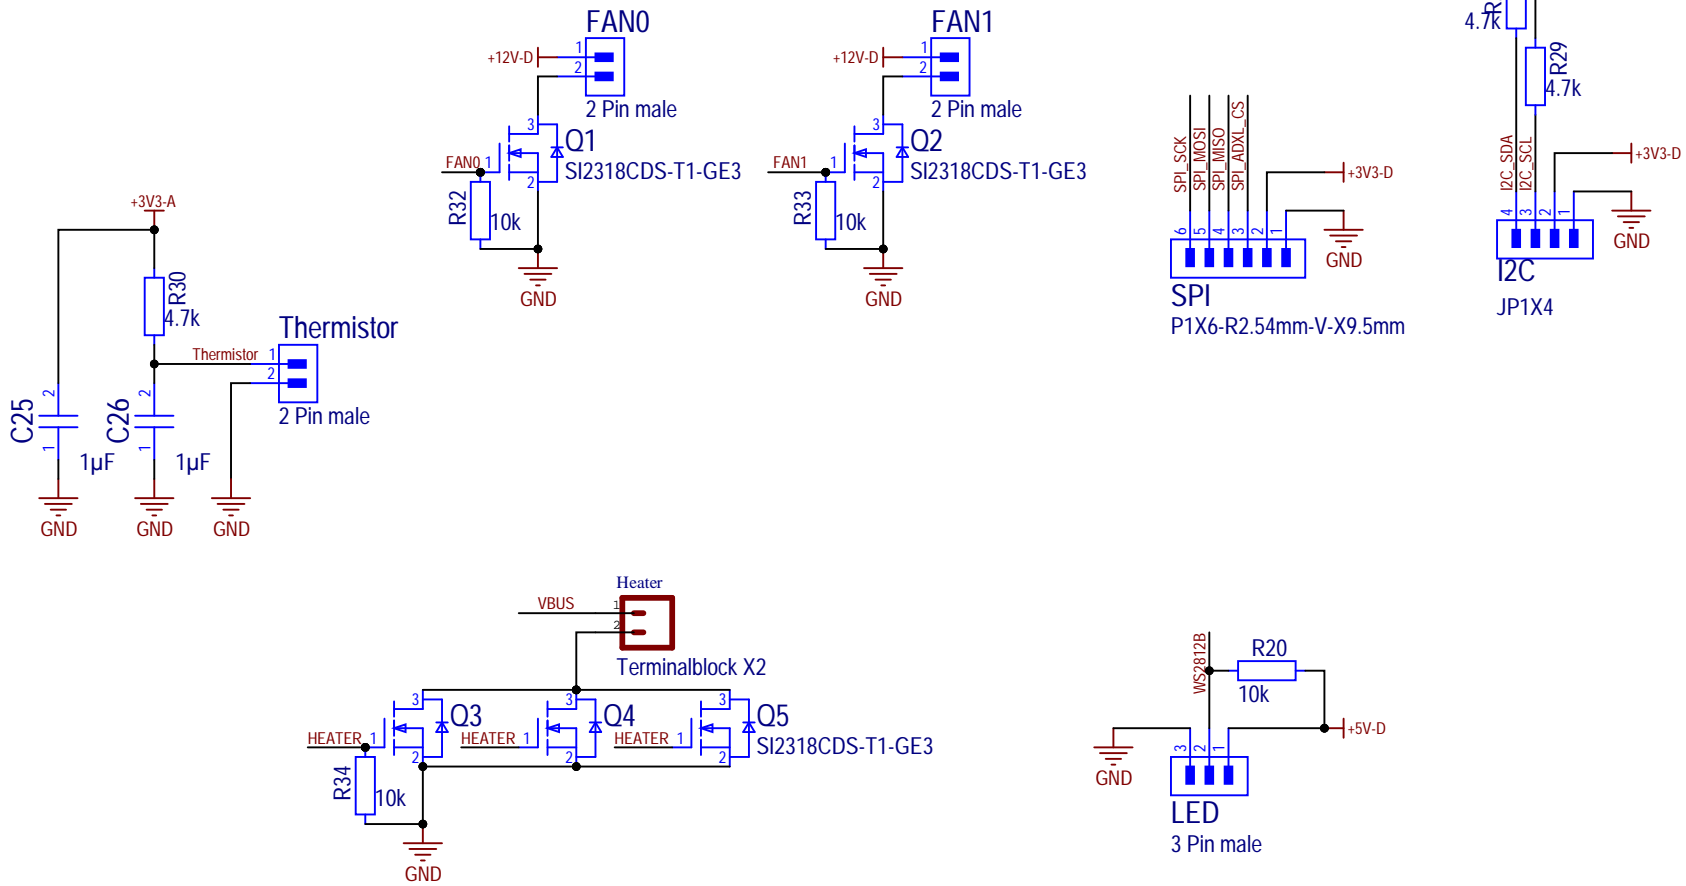 FAN0
+12V-D
1
2
2 Pin male
3
Q1
FAN0
1
SI2318CDS-T1-GE3
2
R32
10k
GND
FAN1
+12V-D
1
2
2 Pin male
3
Q2
FAN1
1
SI2318CDS-T1-GE3
2
R33
10k
GND
SPI_SCK
SPI_MOSI
SPI_MISO
SPI_ADXL_CS
+3V3-D
6
5
4
3
2
1
GND
SPI
P1X6-R2.54mm-V-X9.5mm
4.7k
R29
4.7k
I2C_SDA
I2C_SCL
+3V3-D
4
3
2
1
GND
I2C
JP1X4
+3V3-A
R30
4.7k
Thermistor
Thermistor
1
2
2 Pin male
C25
2
1
1µF
C26
2
1
1µF
GND
GND
GND
Heater
VBUS
1
2
Terminalblock X2
3
Q3
HEATER
1
2
3
Q4
HEATER
1
2
3
Q5
HEATER
1
SI2318CDS-T1-GE3
2
R34
10k
GND
WS2812B
R20
10k
+5V-D
GND
3
2
1
LED
3 Pin male